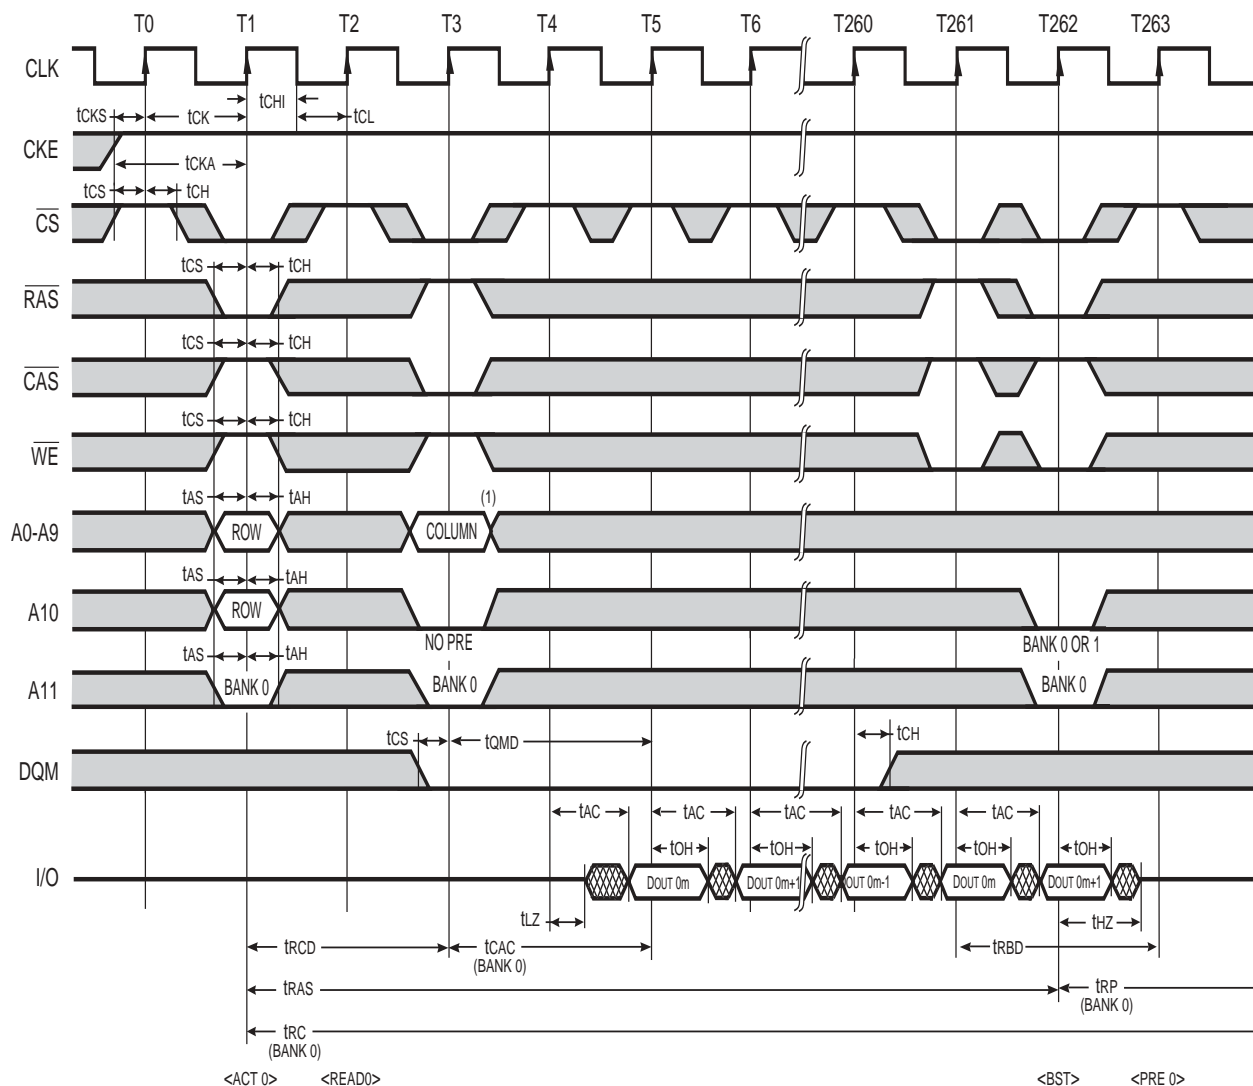 T0 T1 T2 T3 T4 T5 T6 T260 T261 T262 T263
CLK
tCHI
tCKS tCK tCL
CKE
tCKA
tCS tCH
CS
tCS tCH
RAS
tCS tCH
CAS
tCS tCH
WE
tAS tAH (1)
A0-A9 ROW COLUMN
tAS tAH
A10 ROW
NO PRE BANK 0 OR 1
tAS tAH
A11 BANK 0 BANK 0 BANK 0
tCS tQMD tCH
DQM
tAC tAC tAC tAC tAC
tOH tOH tOH tOH tOH
I/O DOUT 0m DOUT 0m+1 OUT 0m-1 DOUT 0m DOUT 0m+1
tLZ tHZ
tRCD tCAC tRBD
(BANK 0)
tRAS tRP
(BANK 0)
tRC
(BANK 0)
<ACT 0> <READ0> <BST> <PRE 0>